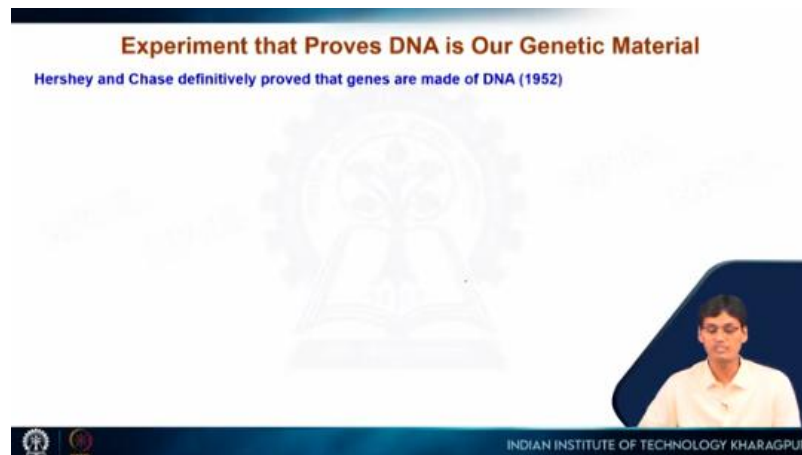 Experiment that Proves DNA is Our Genetic Material
Hershey and Chase definitively proved that genes are made of DNA (1952)
INDIAN INSTITUTE OF TECHNOLOGY KHARAGPU